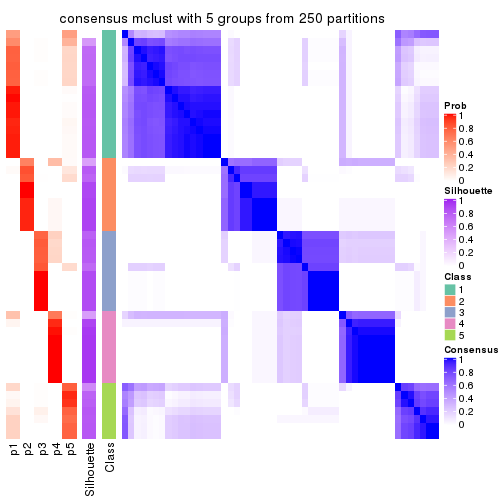 consensus mclust with 5 groups from 250 partitions
Prob
1
0.8
0.6
0.4
0.2
0
Silhouette
1
0.8
0.6
0.4
0.2
0
Class
1
2
3
4
5
Consensus
1
0.8
0.6
0.4
0.2
0
p1
p2
p3
p4
p5
Silhouette
Class